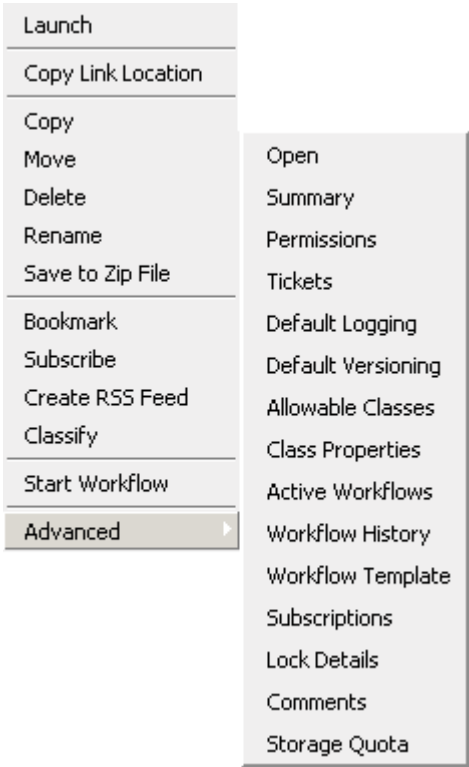 Launch
Copy Link Location
Copy
Move
Delete
Rename
Save to Zip File
Bookmark
Subscribe
Create RSS Feed
Classify
Start Workflow
Advanced
Open
Summary
Permissions
Tickets
Default Logging
Default Versioning
Allowable Classes
Class Properties
Active Workflows
Workflow History
Workflow Template
Subscriptions
Lock Details
Comments
Storage Quota